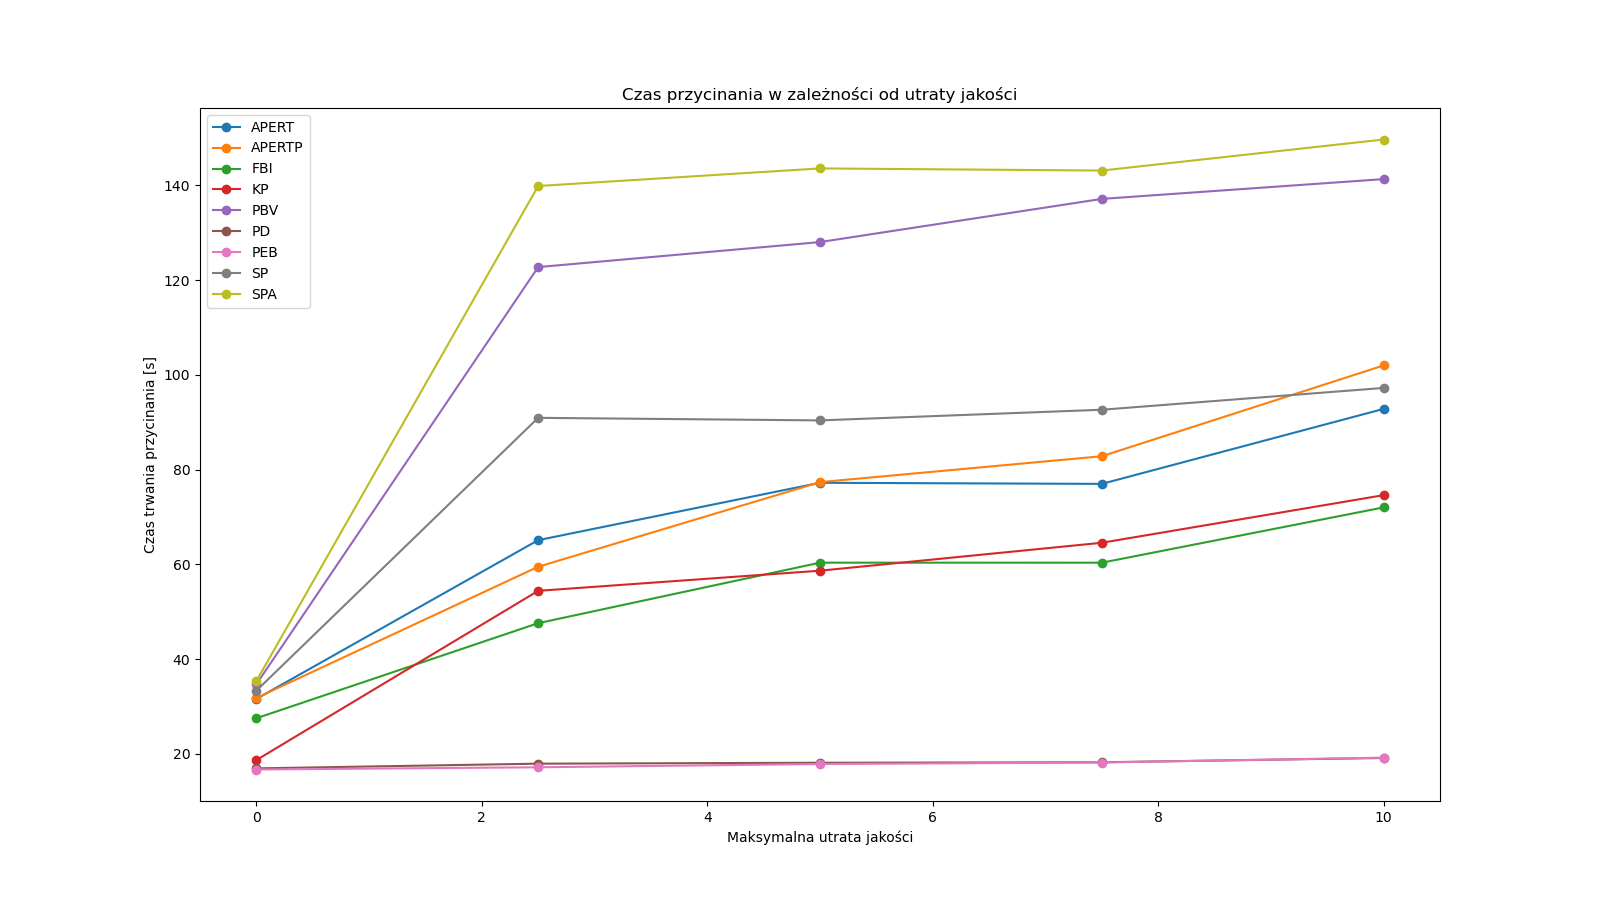 Czas przycinania w zależności od utraty jakości
APERT
APERTP
FBI
KP
PBV
PD
PEB
SP
SPA
Czas trwania przycinania [s]
140
120
100
80
60
40
20
0 2 4 6 8 10
Maksymalna utrata jakości